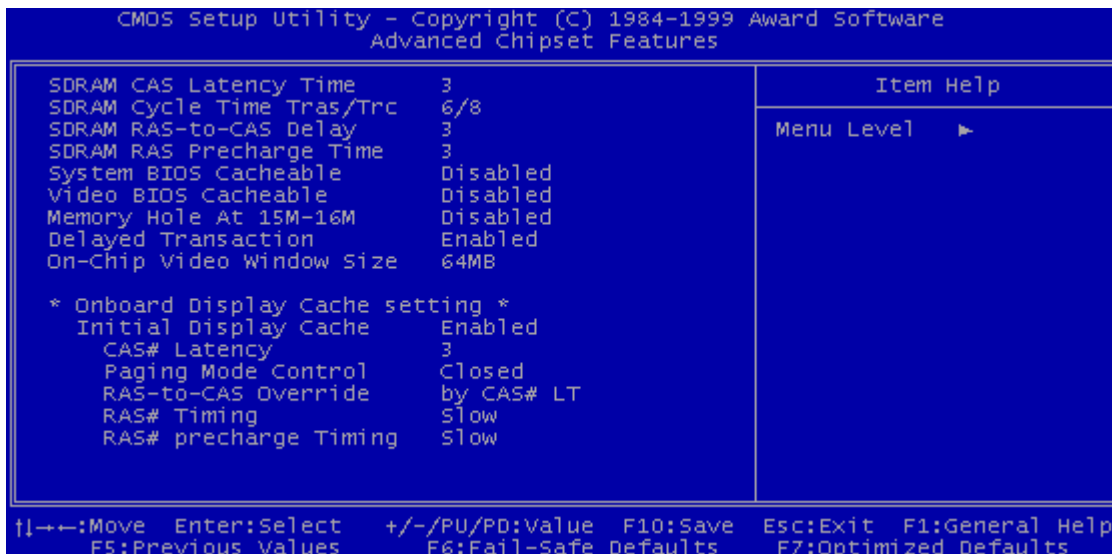 CMOS Setup Utility - Copyright (C) 1984-1999 Award Software
Advanced Chipset Features
SDRAM CAS Latency Time 3
SDRAM Cycle Time Tras/Trc 6/8
SDRAM RAS-to-CAS Delay 3
SDRAM RAS Precharge Time 3
System BIOS Cacheable Disabled
Video BIOS Cacheable Disabled
Memory Hole At 15M-16M Disabled
Delayed Transaction Enabled
On-Chip Video Window Size 64MB
* Onboard Display Cache setting *
Initial Display Cache Enabled
CAS# Latency 3
Paging Mode Control Closed
RAS-to-CAS Override by CAS# LT
RAS# Timing Slow
RAS# precharge Timing Slow
Item Help
Menu Level ►
↑↓→←:Move Enter:Select +/-/PU/PD:Value F10:Save Esc:Exit F1:General Help
F5:Previous Values F6:Fail-Safe Defaults F7:Optimized Defaults